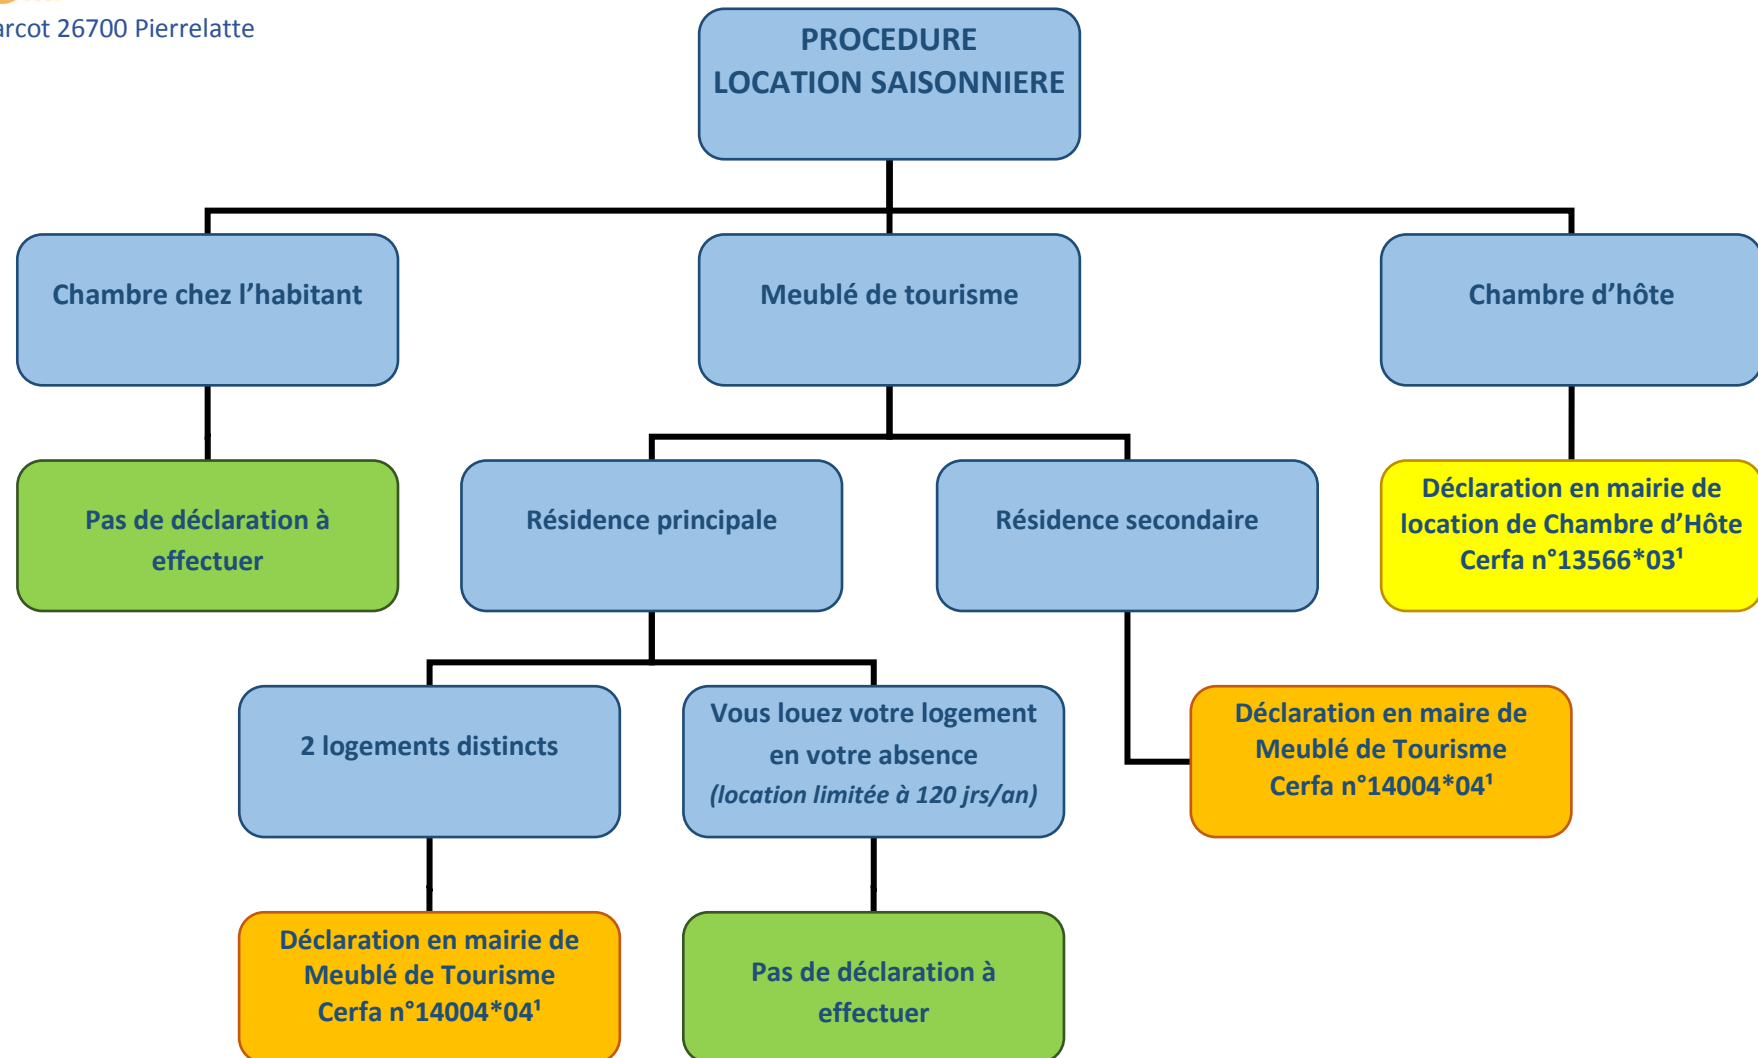 arcot 26700 Pierrelatte
PROCEDURE
LOCATION SAISONNIERE
Chambre chez l'habitant
Meublé de tourisme
Chambre d'hôte
Pas de déclaration à
effectuer
Résidence principale
Résidence secondaire
Déclaration en mairie de
location de Chambre d'Hôte
Cerfa n°13566*03¹
2 logements distincts
Vous louez votre logement
en votre absence
(location limitée à 120 jrs/an)
Déclaration en maire de
Meublé de Tourisme
Cerfa n°14004*04¹
Déclaration en mairie de
Meublé de Tourisme
Cerfa n°14004*04¹
Pas de déclaration à
effectuer